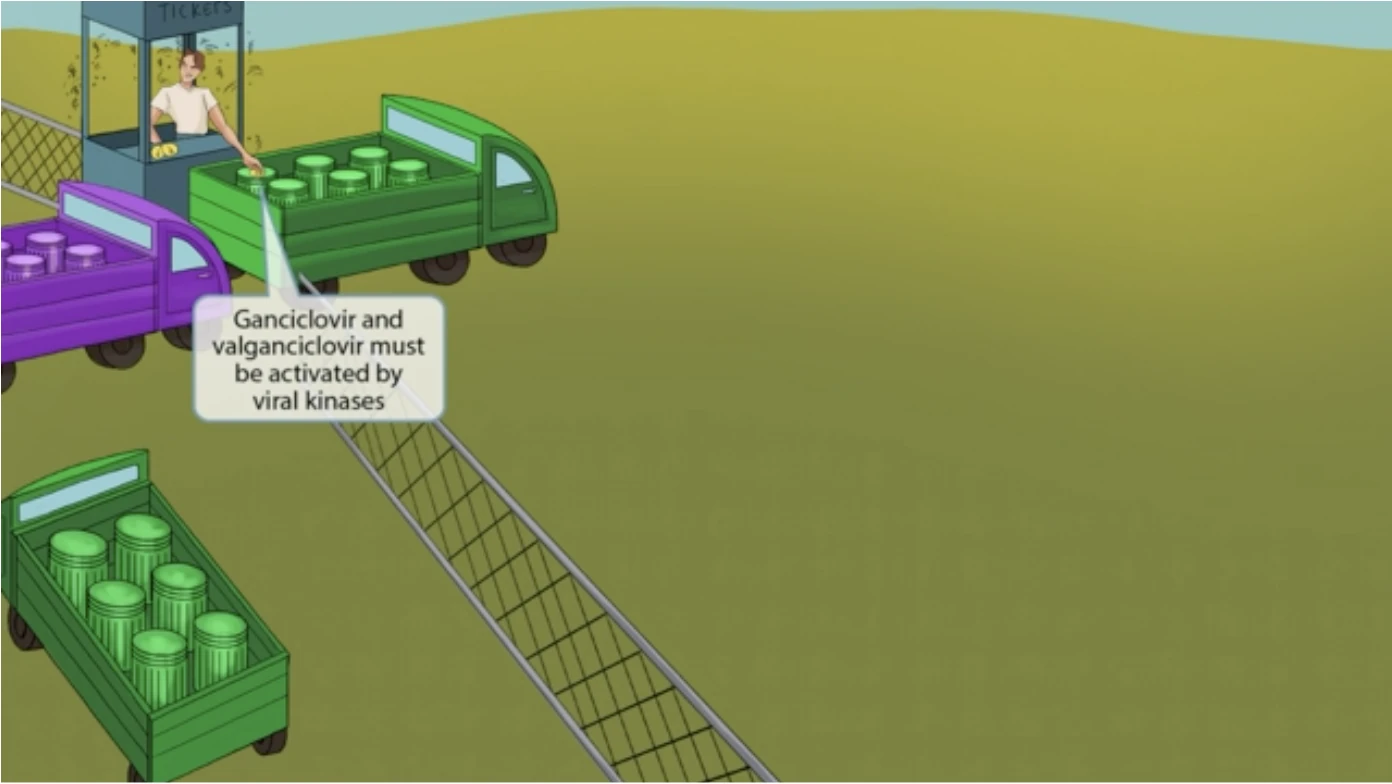 TICKETS
Ganciclovir and
valganciclovir must
be activated by
viral kinases